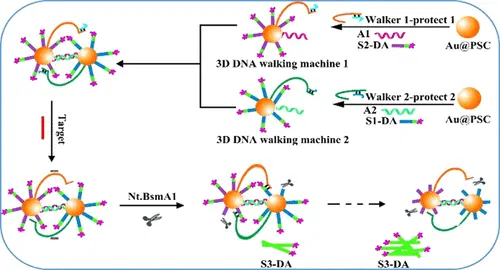 Walker 1-protect 1
A1
S2-DA
Au@PSC
3D DNA walking machine 1
Walker 2-protect 2
A2
S1-DA
Au@PSC
3D DNA walking machine 2
Target
Nt.BsmA1
S3-DA
S3-DA